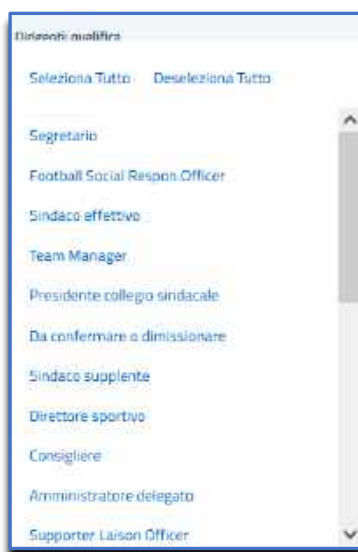 Dirigenti qualifica
Seleziona Tutto Deseleziona Tutto
Segretario
Football Social Respon Officer
Sindaco effettivo
Team Manager
Presidente collegio sindacale
Da confermare o dimissionare
Sindaco supplente
Direttore sportivo
Consigliere
Amministratore delegato
Supporter Laison Officer